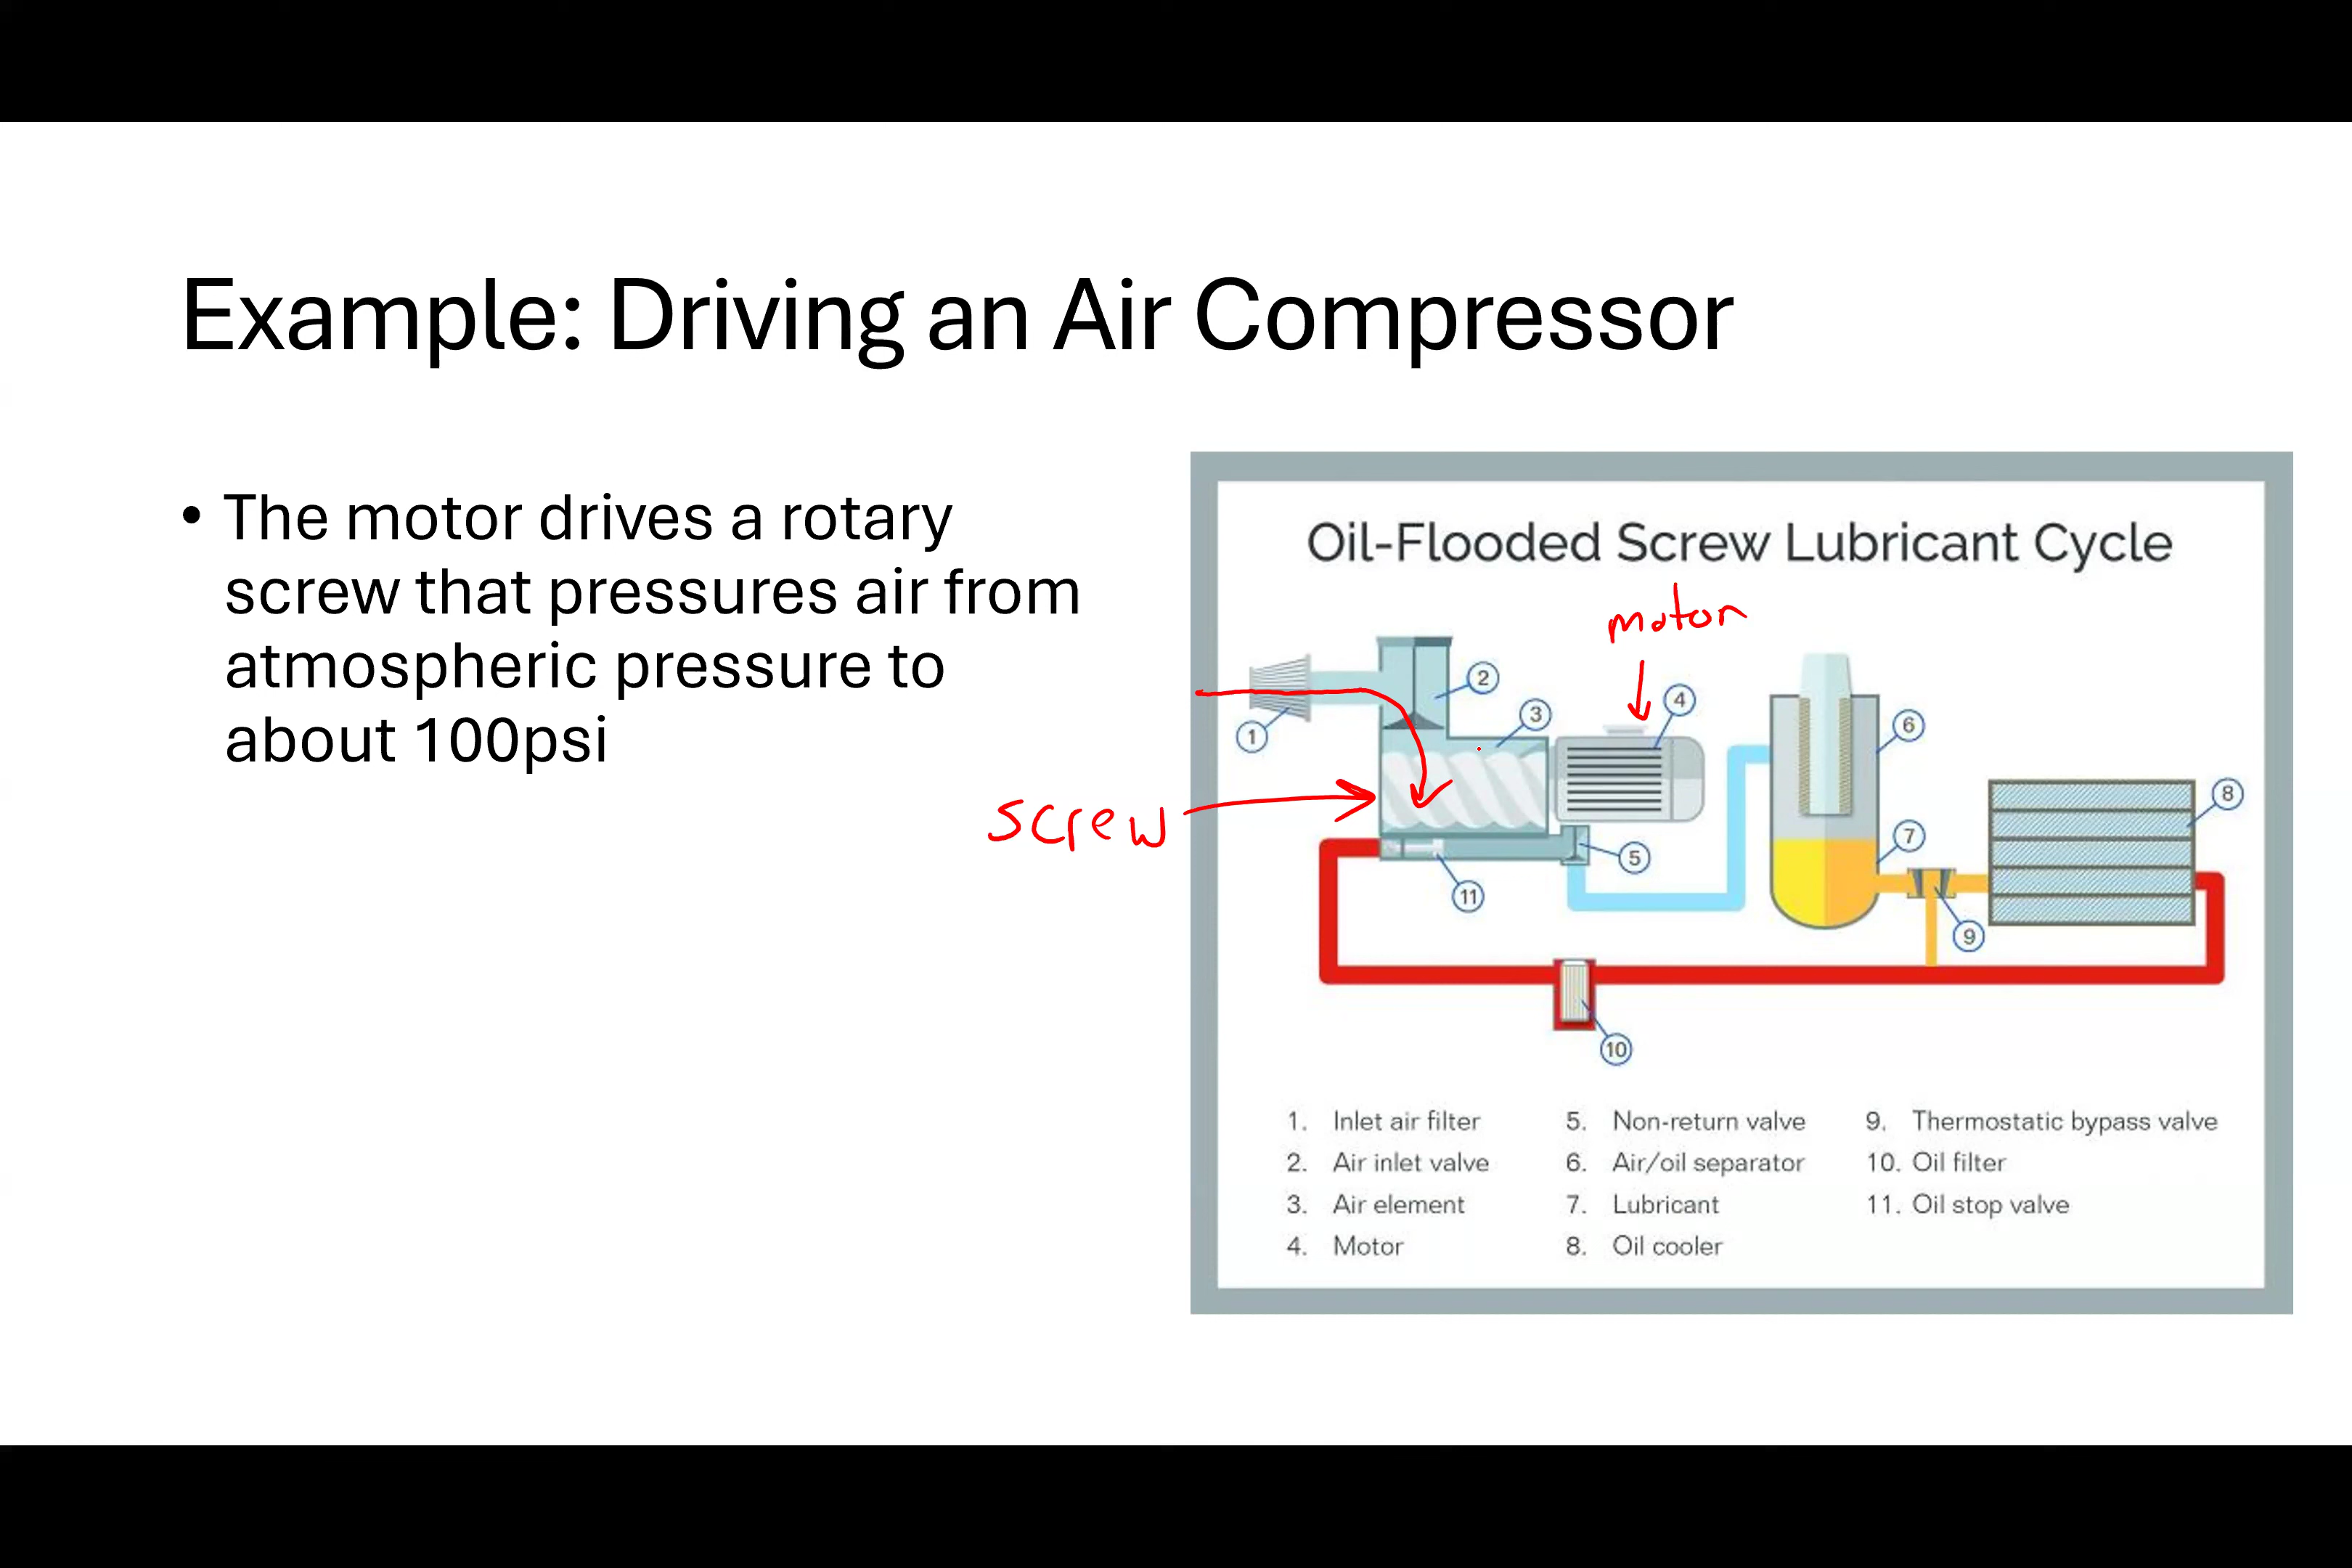 Example: Driving an Air Compressor
• The motor drives a rotary
screw that pressures air from
atmospheric pressure to
about 100psi
screw
Oil-Flooded Screw Lubricant Cycle
motor
1
2
3
4
5
6
7
8
9
10
11
1. Inlet air filter
2. Air inlet valve
3. Air element
4. Motor
5. Non-return valve
6. Air/oil separator
7. Lubricant
8. Oil cooler
9. Thermostatic bypass valve
10. Oil filter
11. Oil stop valve